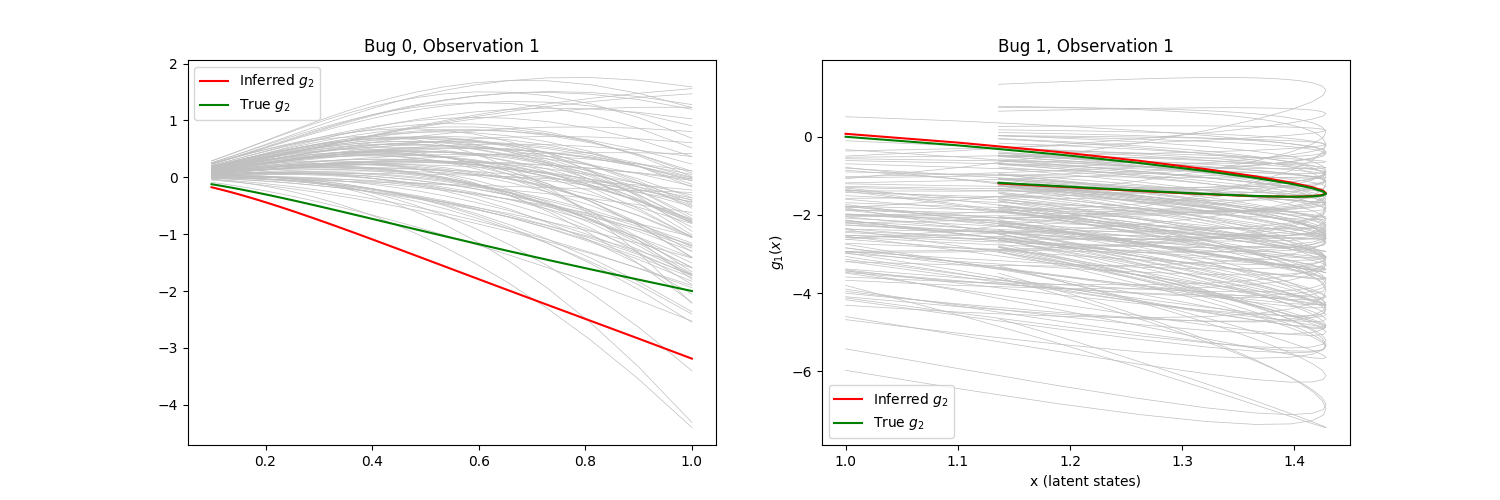 Bug 0, Observation 1
Inferred g₂
True g₂
2
1
0
−1
−2
−3
−4
0.2 0.4 0.6 0.8 1.0
Bug 1, Observation 1
g₁(x)
0
−2
−4
−6
Inferred g₂
True g₂
1.0 1.1 1.2 1.3 1.4
x (latent states)